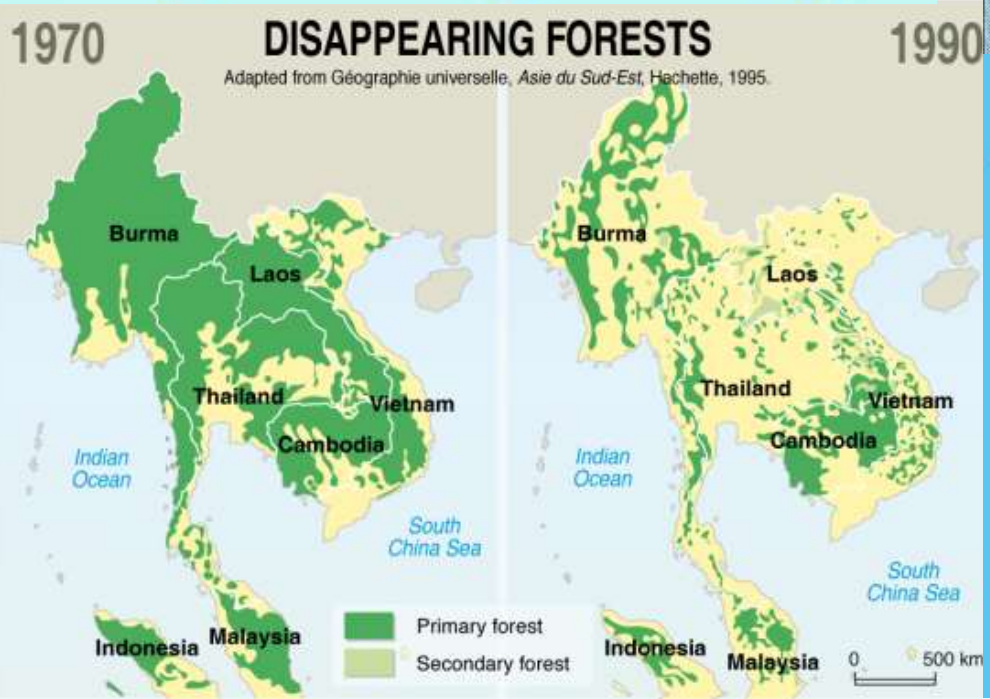 1970
DISAPPEARING FORESTS
1990
Adapted from Géographie universelle, Asie du Sud-Est, Hachette, 1995.
Burma
Laos
Thailand
Vietnam
Cambodia
Indian
Ocean
South
China Sea
Indonesia
Malaysia
Burma
Laos
Thailand
Vietnam
Cambodia
Indian
Ocean
South
China Sea
Indonesia
Malaysia
Primary forest
Secondary forest
0 500 km